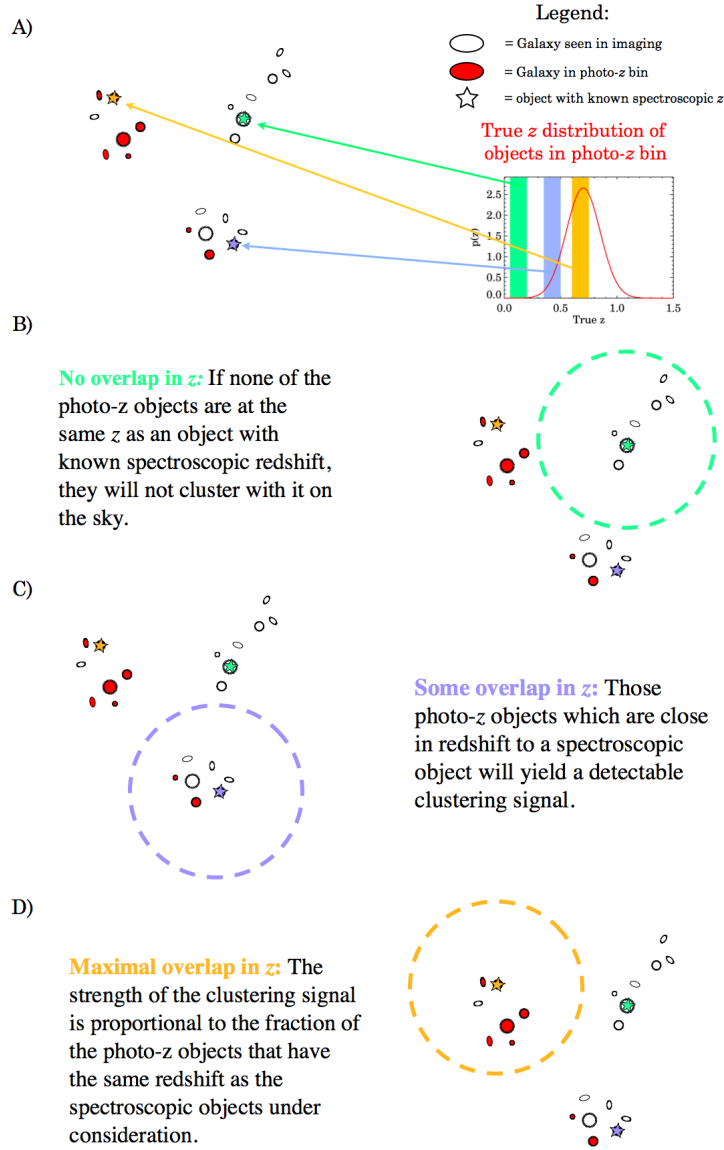 A)
Legend:
= Galaxy seen in imaging
= Galaxy in photo-z bin
= object with known spectroscopic z
True z distribution of
objects in photo-z bin
2.5
2.0
1.5
1.0
0.5
0.0
p(z)
0.0 0.5 1.0 1.5
True z
B)
No overlap in z: If none of the
photo-z objects are at the
same z as an object with
known spectroscopic redshift,
they will not cluster with it on
the sky.
C)
Some overlap in z: Those
photo-z objects which are close
in redshift to a spectroscopic
object will yield a detectable
clustering signal.
D)
Maximal overlap in z: The
strength of the clustering signal
is proportional to the fraction of
the photo-z objects that have
the same redshift as the
spectroscopic objects under
consideration.